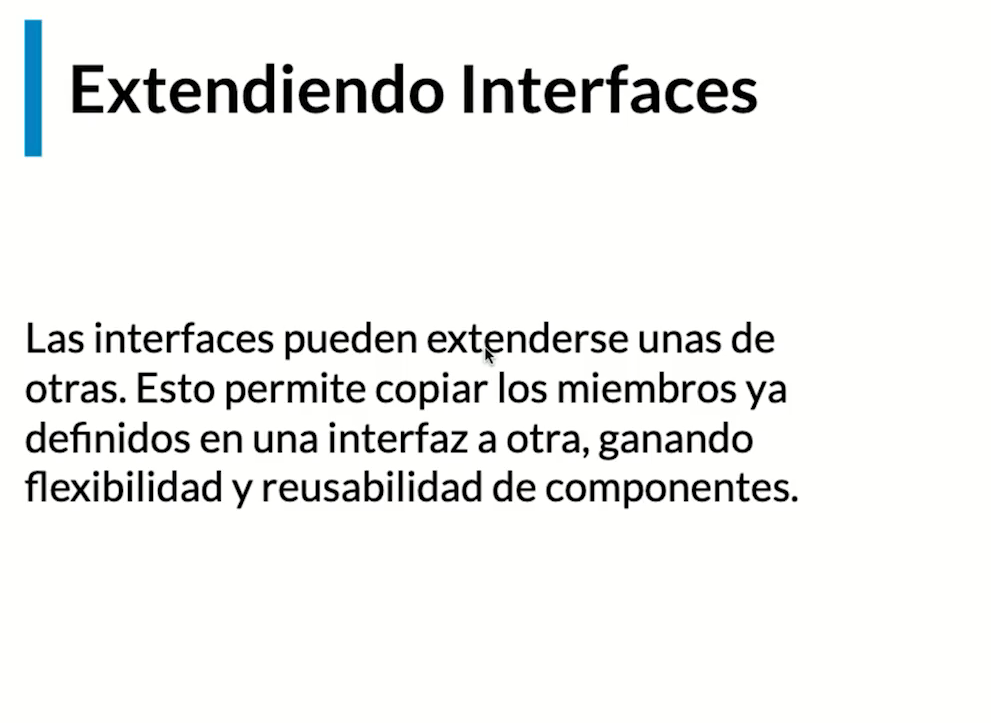 Extendiendo Interfaces
Las interfaces pueden extenderse unas de
otras. Esto permite copiar los miembros ya
definidos en una interfaz a otra, ganando
flexibilidad y reusabilidad de componentes.